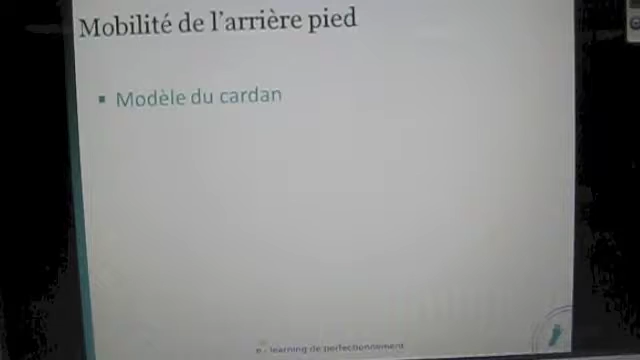 Mobilité de l'arrière pied
▪ Modèle du cardan
e - learning de perfectionnement